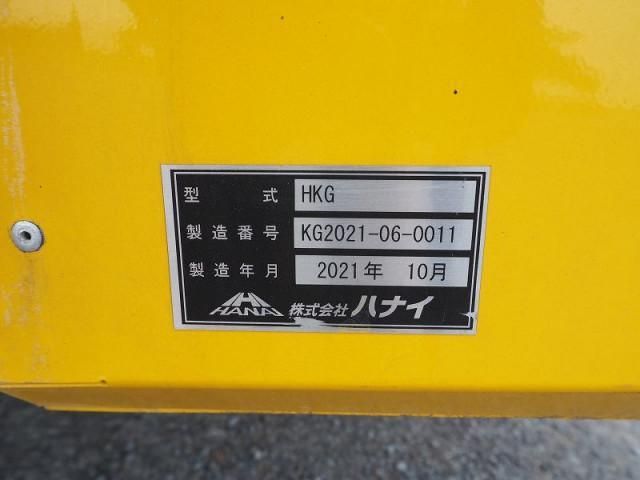 型 式 HKG
製造番号 KG2021-06-0011
製造年月 2021年 10月
HANAI 株式会社 ハナイ